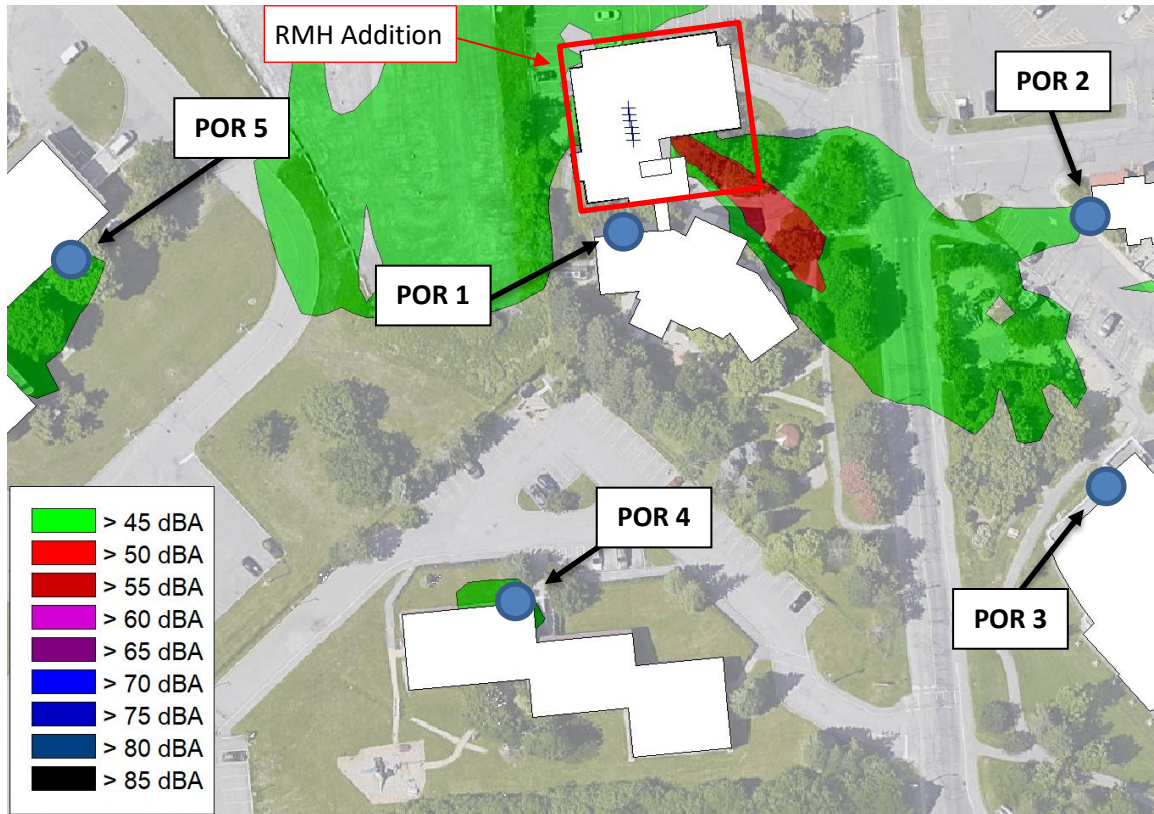 RMH Addition
POR 2
POR 5
POR 1
POR 4
POR 3
> 45 dBA
> 50 dBA
> 55 dBA
> 60 dBA
> 65 dBA
> 70 dBA
> 75 dBA
> 80 dBA
> 85 dBA